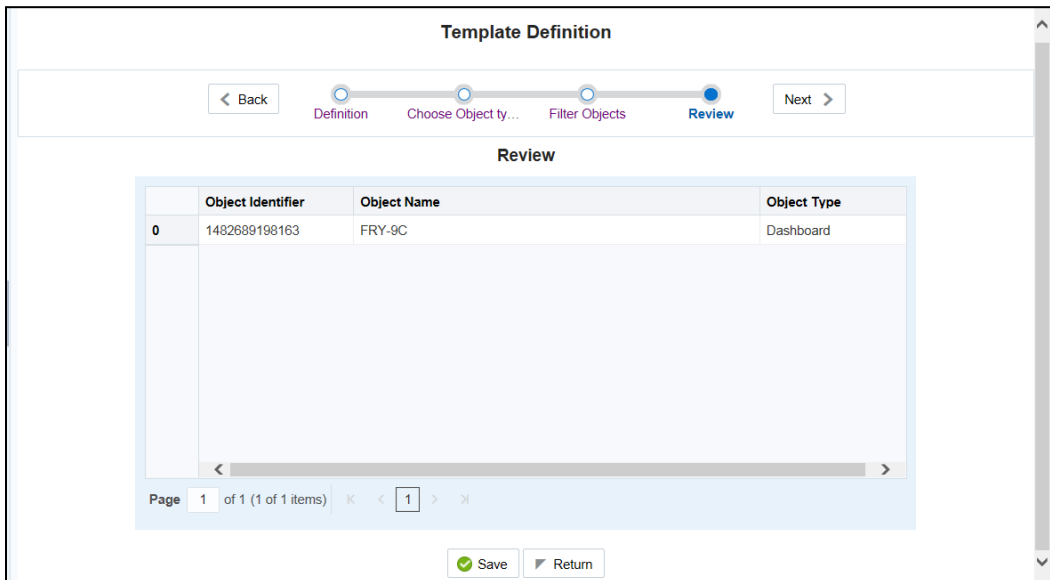 Template Definition
Back
Next
Definition
Choose Object ty...
Filter Objects
Review
Review
Object Identifier Object Name Object Type
0 1482689198163 FRY-9C Dashboard
Page 1 of 1 (1 of 1 items) 1
Save Return